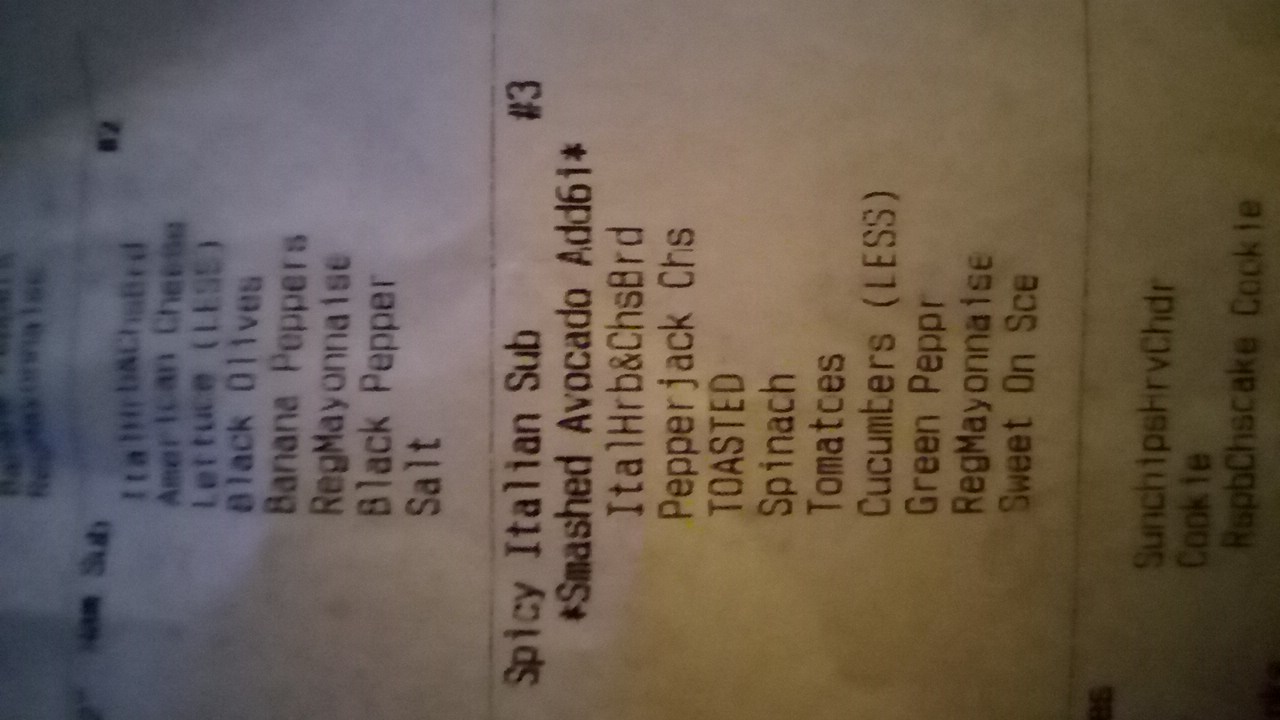 Sub #2
ItalHrb&ChsBrd
American Cheese
Lettuce (LESS)
Black Olives
Banana Peppers
RegMayonnaise
Black Pepper
Salt
Spicy Italian Sub #3
*Smashed Avocado Add6i*
ItalHrb&ChsBrd
Pepperjack Chs
TOASTED
Spinach
Tomatoes
Cucumbers (LESS)
Green Peppr
RegMayonnaise
Sweet On Sce
SunchipsHrvChdr
Cookie
RspbChscake Cookie